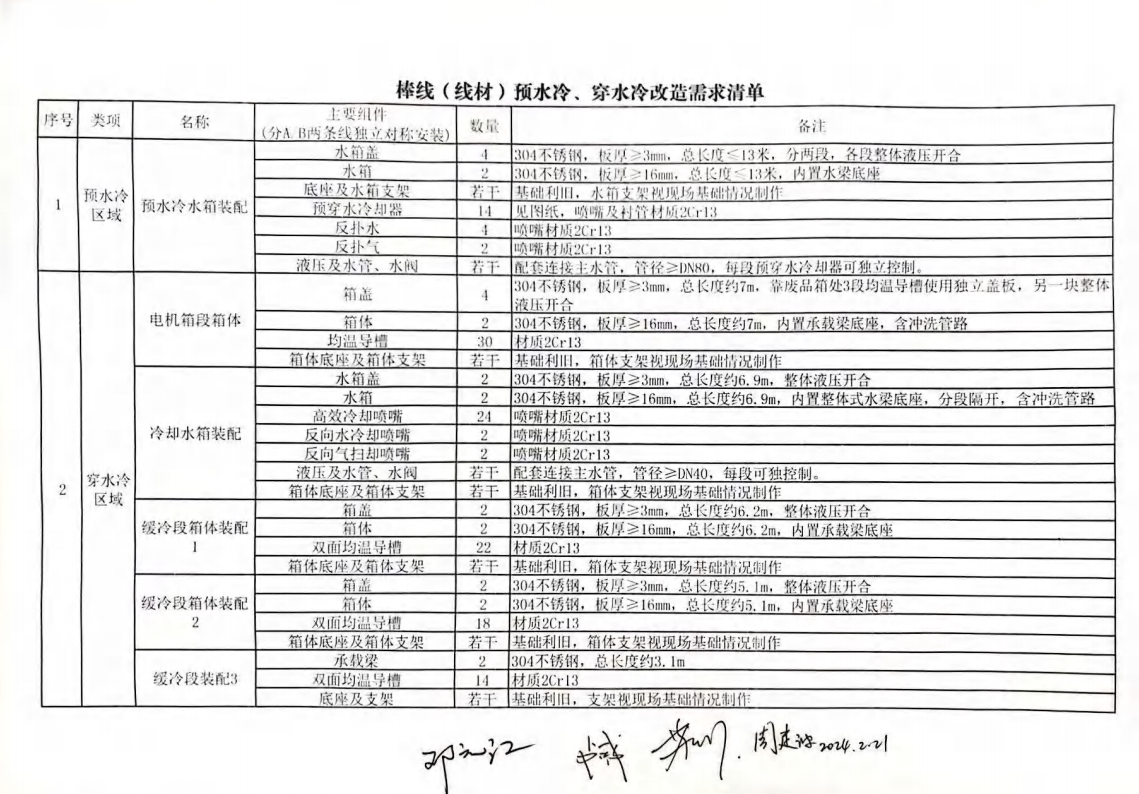 棒线（线材）预水冷、穿水冷改造需求清单
序号 类项 名称 主要组件 数量 备注
(分A、B两条线独立对称安装)
水箱盖 4 304不锈钢，板厚≥3mm，总长度≤13米，分两段，各段整体液压开合
水箱 2 304不锈钢，板厚≥16mm，总长度≤13米，内置水梁底座
底座及水箱支架 若干 基础利旧，水箱支架视现场基础情况制作
1 预水冷区域 预水冷水箱装配 预穿水冷却器 14 见图纸，喷嘴及衬管材质2Cr13
反扑水 4 喷嘴材质2Cr13
反扑气 2 喷嘴材质2Cr13
液压及水管、水阀 若干 配套连接主水管，管径≥DN80，每段预穿水冷却器可独立控制。
箱盖 4 304不锈钢，板厚≥3mm，总长度约7m，靠废品箱处3段均温导槽使用独立盖板，另一块整体
液压开合
电机箱段箱体 箱体 2 304不锈钢，板厚≥16mm，总长度约7m，内置承载梁底座，含冲洗管路
均温导槽 30 材质2Cr13
箱体底座及箱体支架 若干 基础利旧，箱体支架视现场基础情况制作
水箱盖 2 304不锈钢，板厚≥3mm，总长度约6.9m，整体液压开合
水箱 2 304不锈钢，板厚≥16mm，总长度约6.9m，内置整体式水梁底座，分段隔开，含冲洗管路
高效冷却喷嘴 24 喷嘴材质2Cr13
冷却水箱装配 反向水冷却喷嘴 2 喷嘴材质2Cr13
反向气扫却喷嘴 2 喷嘴材质2Cr13
液压及水管、水阀 若干 配套连接主水管，管径≥DN40，每段可独控制。
2 穿水冷区域 箱体底座及箱体支架 若干 基础利旧，箱体支架视现场基础情况制作
箱盖 2 304不锈钢，板厚≥3mm，总长度约6.2m，整体液压开合
缓冷段箱体装配 箱体 2 304不锈钢，板厚≥16mm，总长度约6.2m，内置承载梁底座
1 双面均温导槽 22 材质2Cr13
箱体底座及箱体支架 若干 基础利旧，箱体支架视现场基础情况制作
箱盖 2 304不锈钢，板厚≥3mm，总长度约5.1m，整体液压开合
缓冷段箱体装配 箱体 2 304不锈钢，板厚≥16mm，总长度约5.1m，内置承载梁底座
2 双面均温导槽 18 材质2Cr13
箱体底座及箱体支架 若干 基础利旧，箱体支架视现场基础情况制作
承载梁 2 304不锈钢，总长度约3.1m
缓冷段装配3 双面均温导槽 14 材质2Cr13
底座及支架 若干 基础利旧，支架视现场基础情况制作
邓元江 2024.2.21